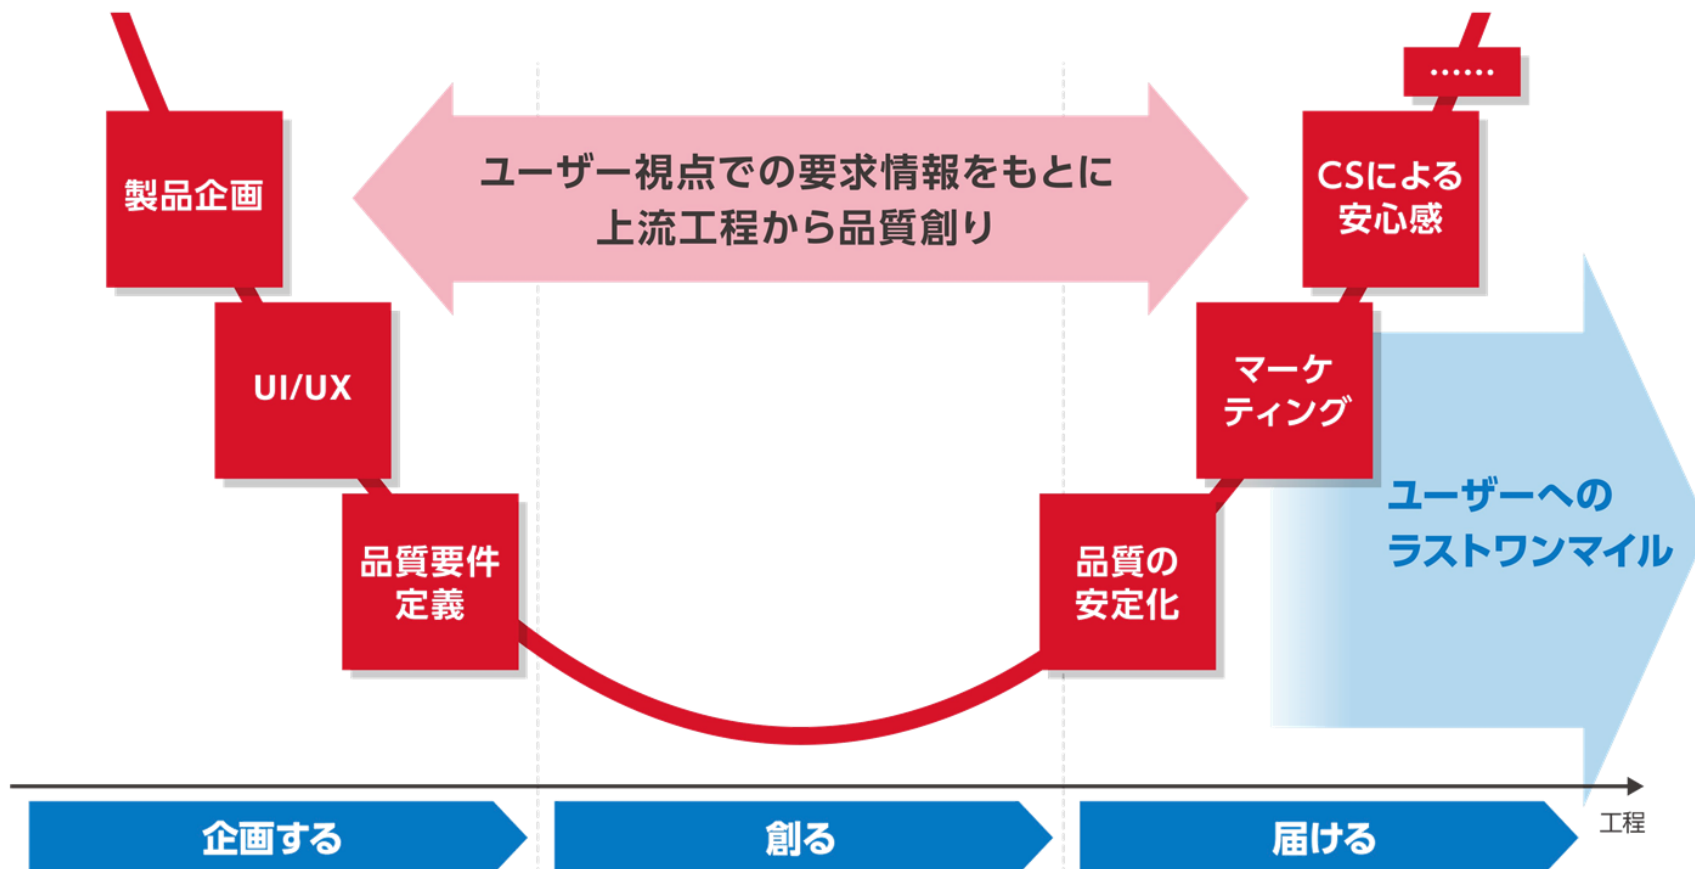 ……
製品企画
ユーザー視点での要求情報をもとに
上流工程から品質創り
CSによる
安心感
UI/UX
マーケ
ティング
品質要件
定義
品質の
安定化
ユーザーへの
ラストワンマイル
工程
企画する
創る
届ける